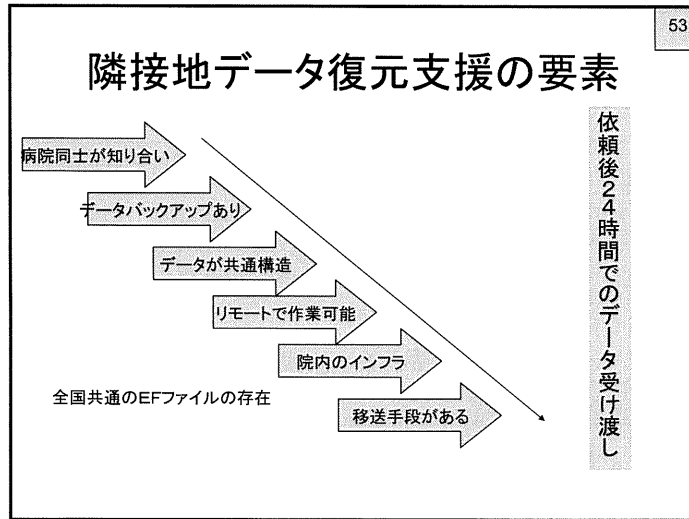 53
隣接地データ復元支援の要素
病院同士が知り合い
データバックアップあり
データが共通構造
リモートで作業可能
院内のインフラ
移送手段がある
全国共通のEFファイルの存在
依頼後24時間でのデータ受け渡し